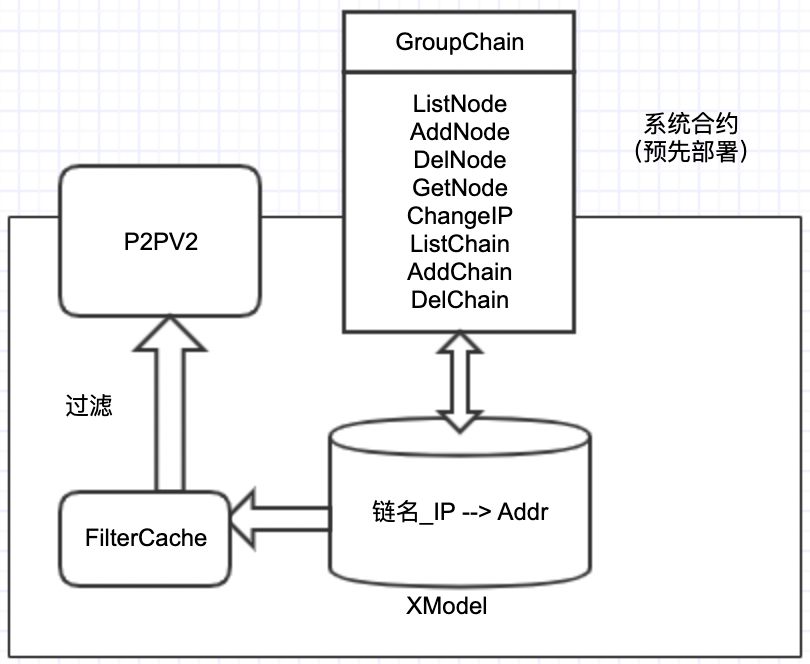 GroupChain
ListNode
AddNode
DelNode
GetNode
ChangeIP
ListChain
AddChain
DelChain
系统合约
（预先部署）
P2PV2
过滤
FilterCache
链名_IP --> Addr
XModel